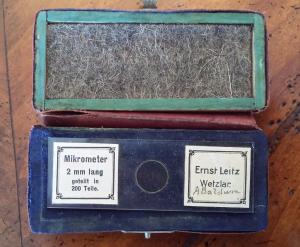 Mikrometer
2 mm lang
geteilt in
200 Teile.
Ernst Leitz
Wetzlar.